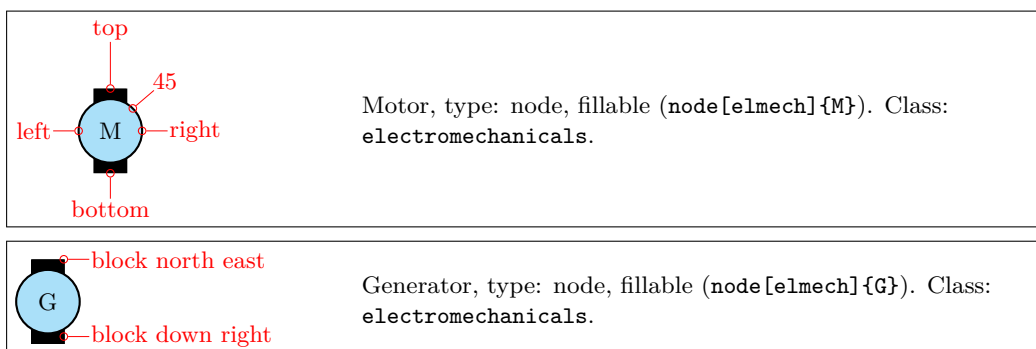 top
45
left
M
right
bottom
Motor, type: node, fillable (node[elmech]{M}). Class:
electromechanicals.
block north east
G
block down right
Generator, type: node, fillable (node[elmech]{G}). Class:
electromechanicals.